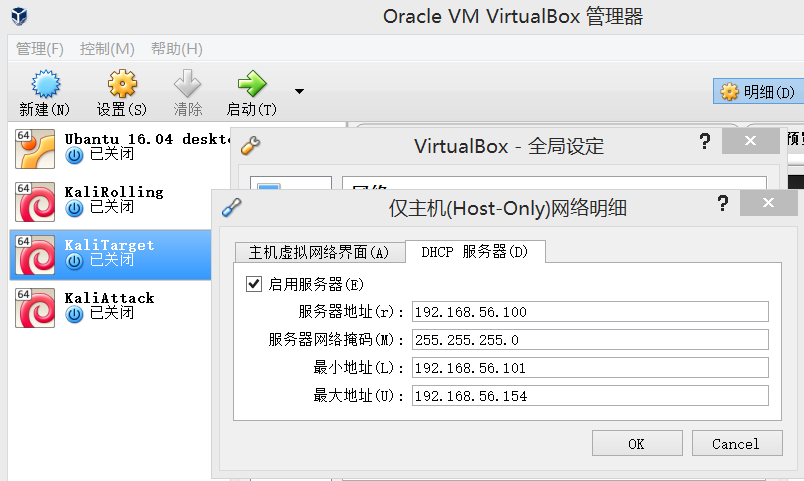 Oracle VM VirtualBox 管理器
管理(F) 控制(M) 帮助(H)
新建(N) 设置(S) 清除 启动(T) 明细(D)
64 Ubantu 16.04 deskt
已关闭
64 KaliRolling
已关闭
64 KaliTarget
已关闭
64 KaliAttack
已关闭
VirtualBox - 全局设定
仅主机(Host-Only)网络明细
主机虚拟网络界面(A) DHCP 服务器(D)
启用服务器(E)
服务器地址(r): 192.168.56.100
服务器网络掩码(M): 255.255.255.0
最小地址(L): 192.168.56.101
最大地址(U): 192.168.56.154
OK Cancel